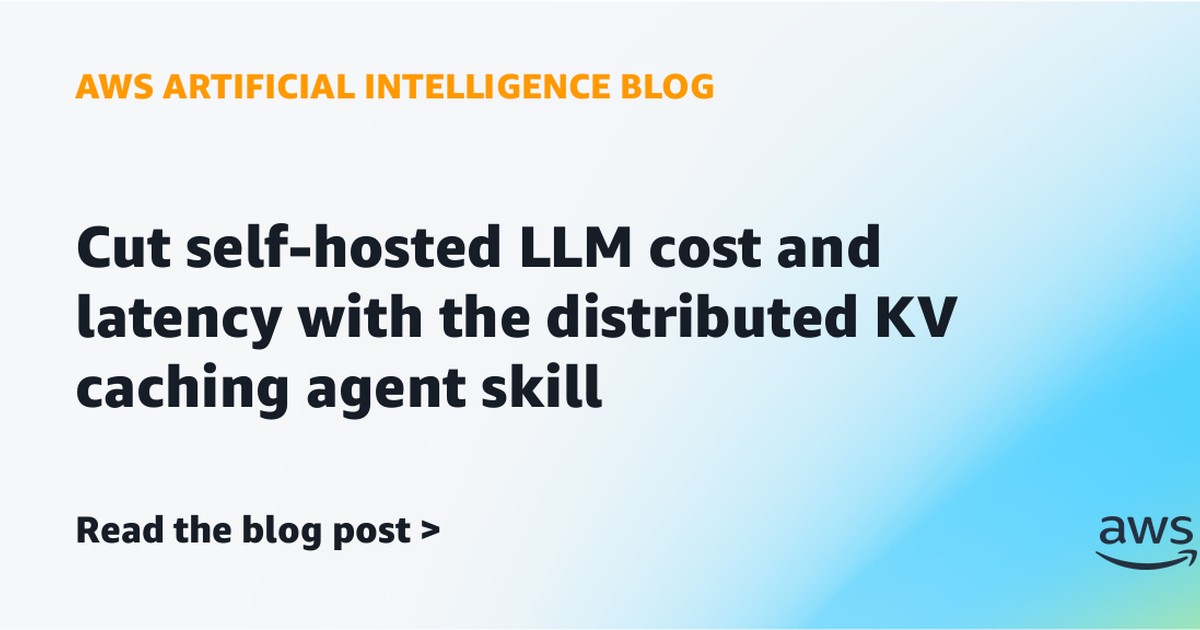 AWS ARTIFICIAL INTELLIGENCE BLOG
Cut self-hosted LLM cost and
latency with the distributed KV
caching agent skill
Read the blog post >
aws